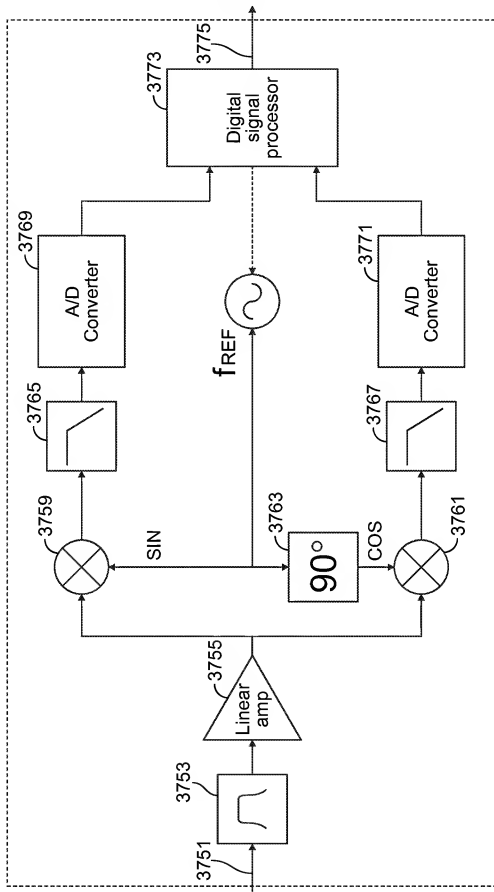 3751
3753
Linear
amp
3755
3759
SIN
3763
90°
COS
3761
3765
3767
fREF
3769
A/D
Converter
3771
A/D
Converter
3773
Digital
signal
processor
3775